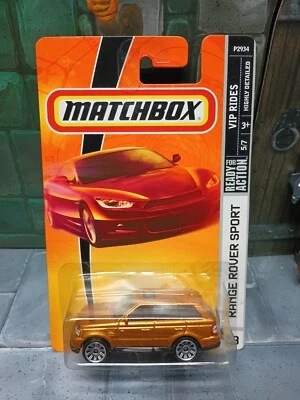 MATCHBOX
P2934
VIP RIDES
HIGHLY DETAILED
3+
5/7
READY FOR
ACTION
RANGE ROVER SPORT